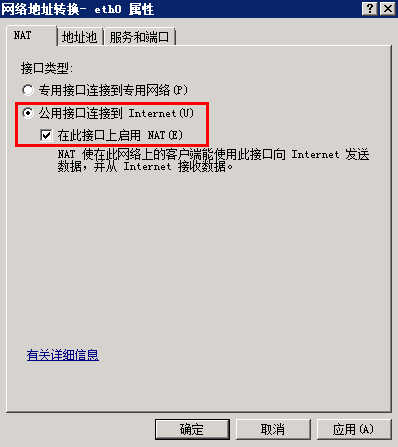 网络地址转换- eth0 属性
NAT
地址池
服务和端口
接口类型:
专用接口连接到专用网络(P)
公用接口连接到 Internet(U)
在此接口上启用 NAT(E)
NAT 使在此网络上的客户端能使用此接口向 Internet 发送
数据，并从 Internet 接收数据。
有关详细信息
确定
取消
应用(A)